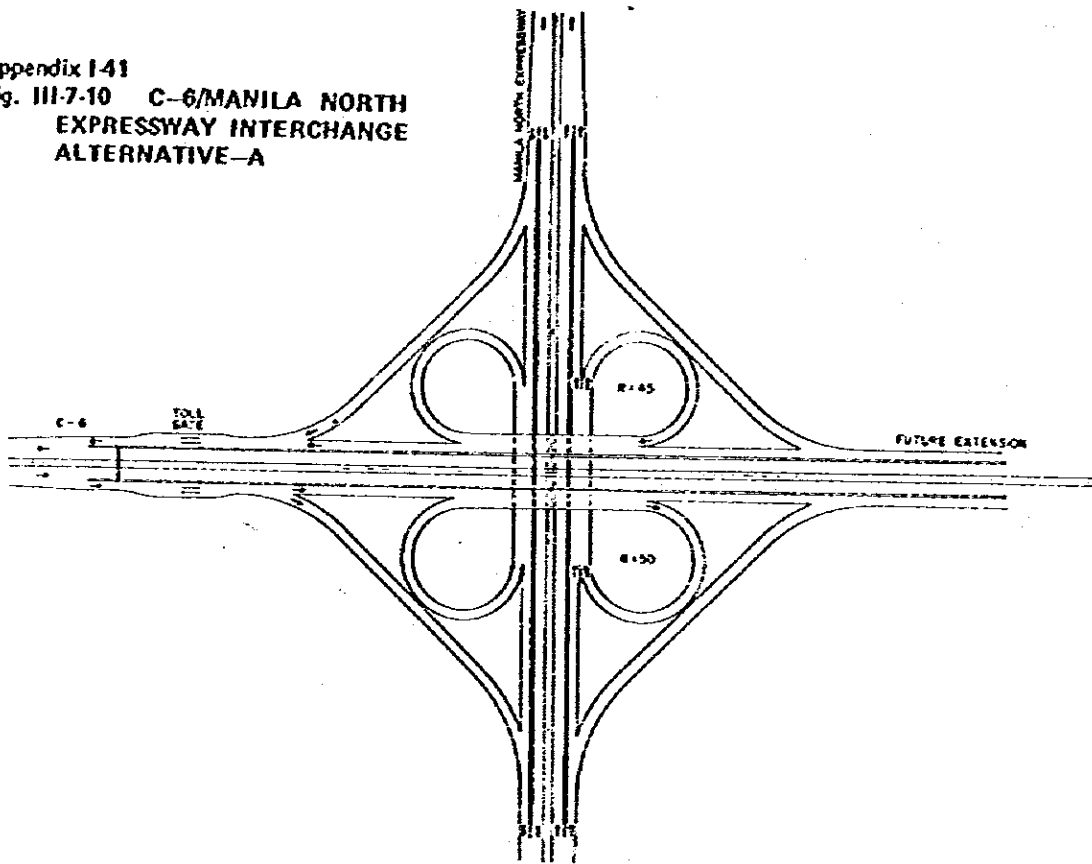 ppendix I-41
g. III-7-10 C-6/MANILA NORTH
EXPRESSWAY INTERCHANGE
ALTERNATIVE-A
MANILA NORTH EXPRESSWAY
R=45
C-6
TOLL
GATE
FUTURE EXTENSION
R=50